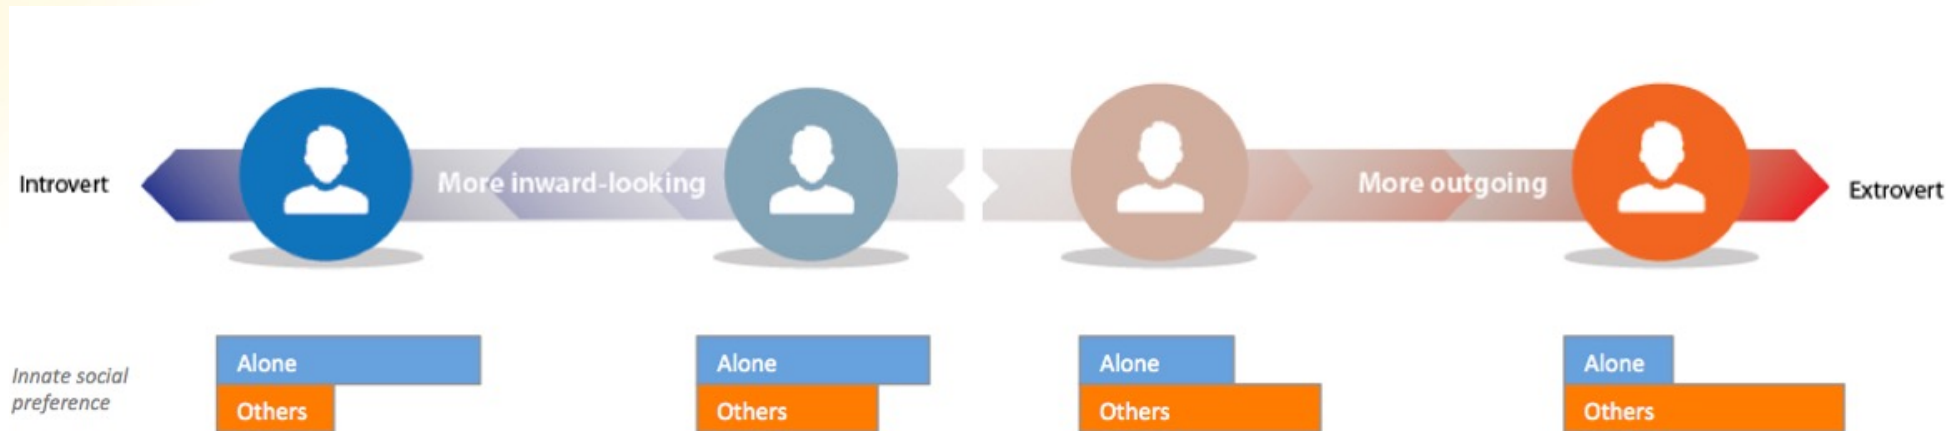 Introvert
More inward-looking
More outgoing
Extrovert
Innate social
preference
Alone
Others
Alone
Others
Alone
Others
Alone
Others